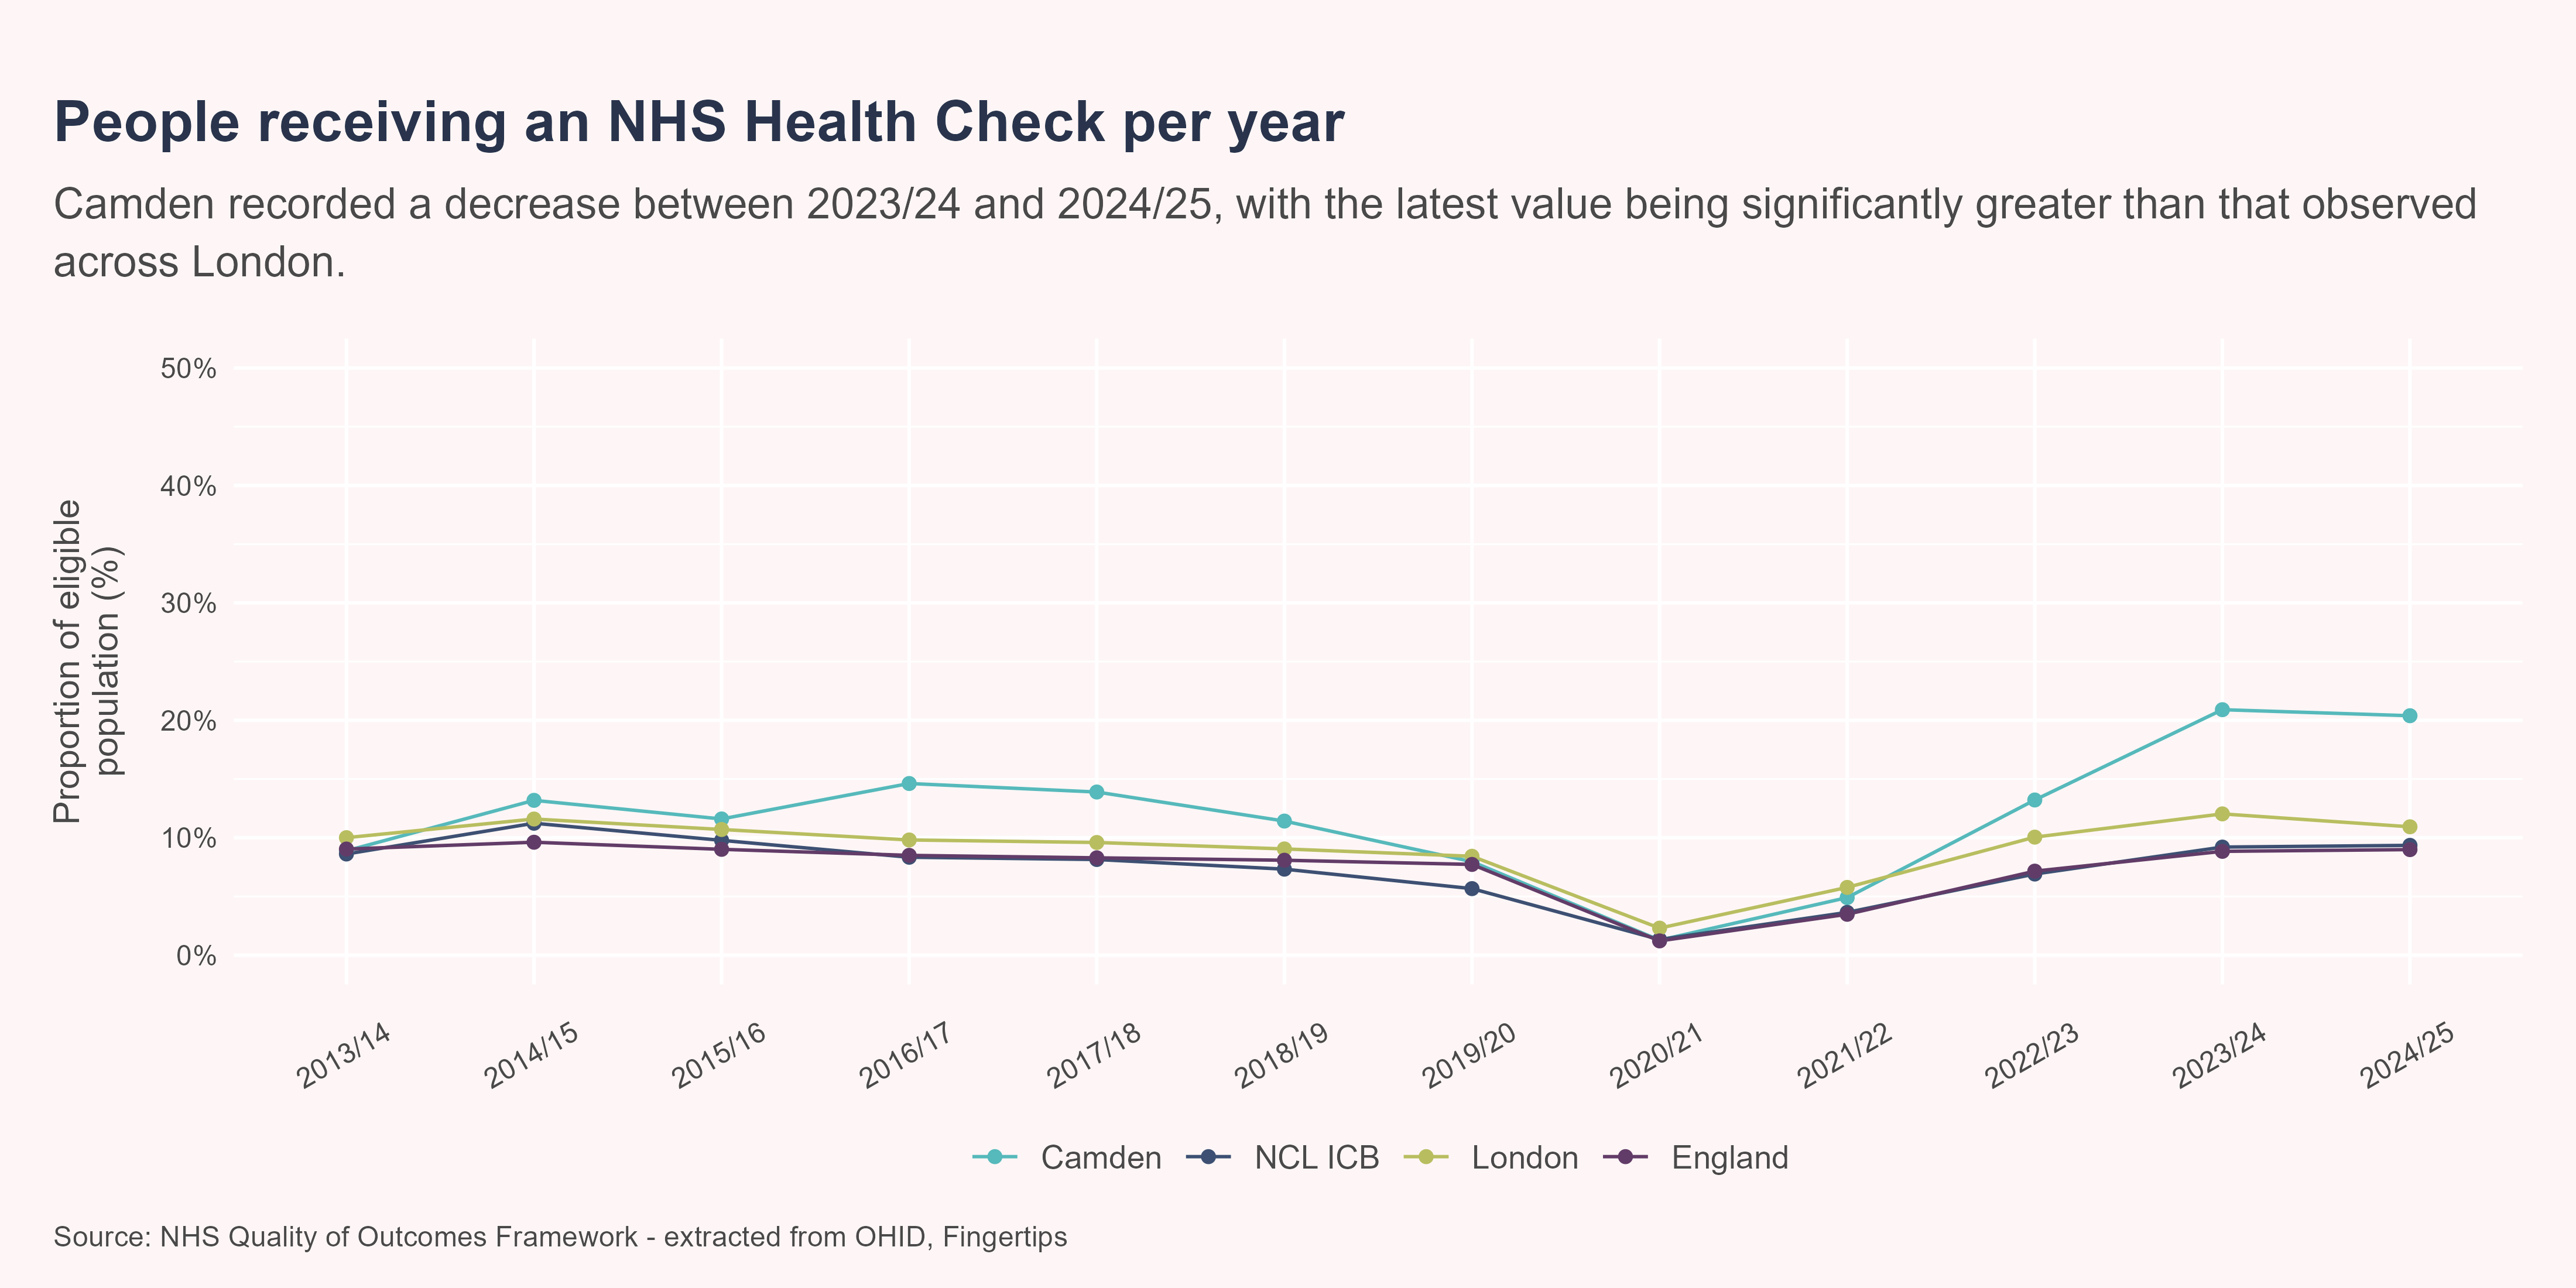 People receiving an NHS Health Check per year
Camden recorded a decrease between 2023/24 and 2024/25, with the latest value being significantly greater than that observed
across London.
Proportion of eligible
population (%)
50%
40%
30%
20%
10%
0%
2013/14
2014/15
2015/16
2016/17
2017/18
2018/19
2019/20
2020/21
2021/22
2022/23
2023/24
2024/25
Camden
NCL ICB
London
England
Source: NHS Quality of Outcomes Framework - extracted from OHID, Fingertips